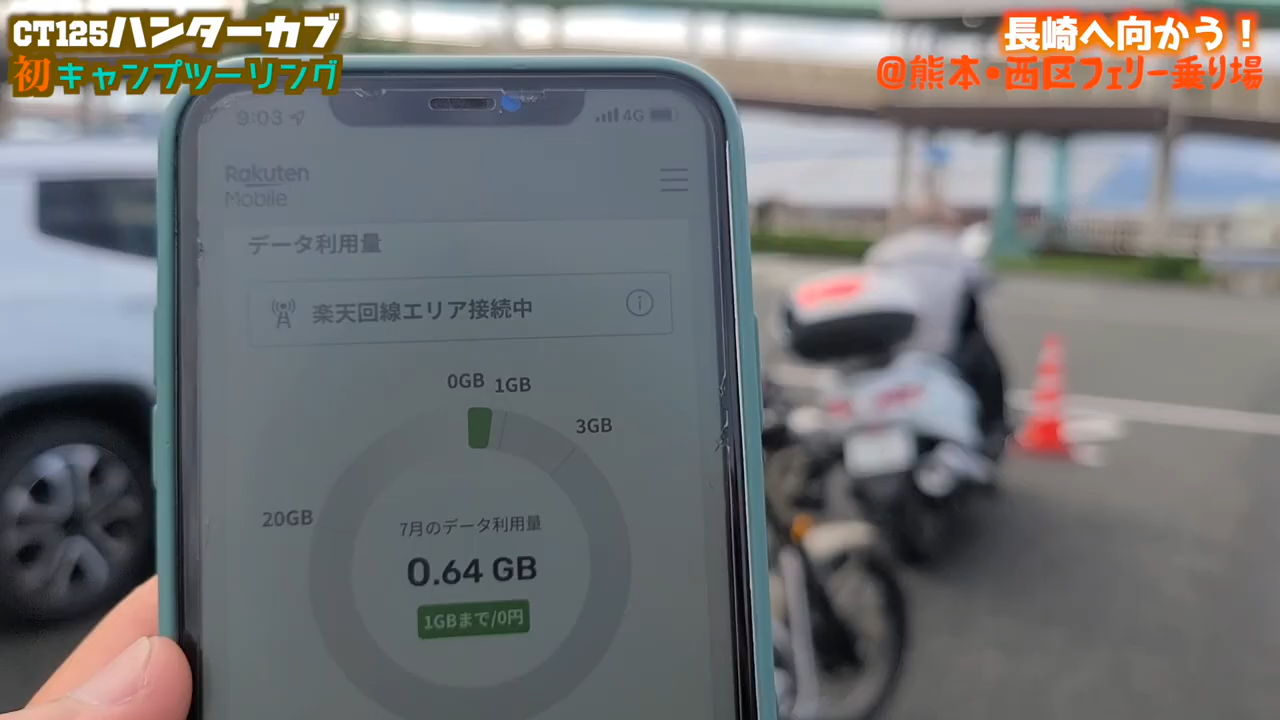 CT125ハンターカブ
初キャンプツーリング
長崎へ向かう！
@熊本・西区フェリー乗り場
9:03
4G
Rakuten
Mobile
データ利用量
楽天回線エリア接続中
0GB
1GB
3GB
20GB
7月のデータ利用量
0.64 GB
1GBまで/0円